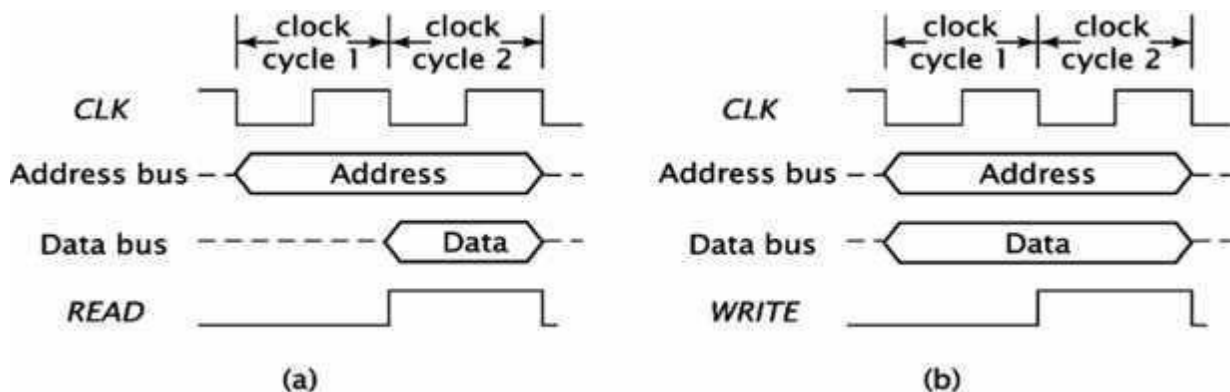 clock clock clock clock
cycle 1 cycle 2 cycle 1 cycle 2
CLK CLK
Address bus Address Address bus Address
Data bus Data Data bus Data
READ WRITE
(a) (b)